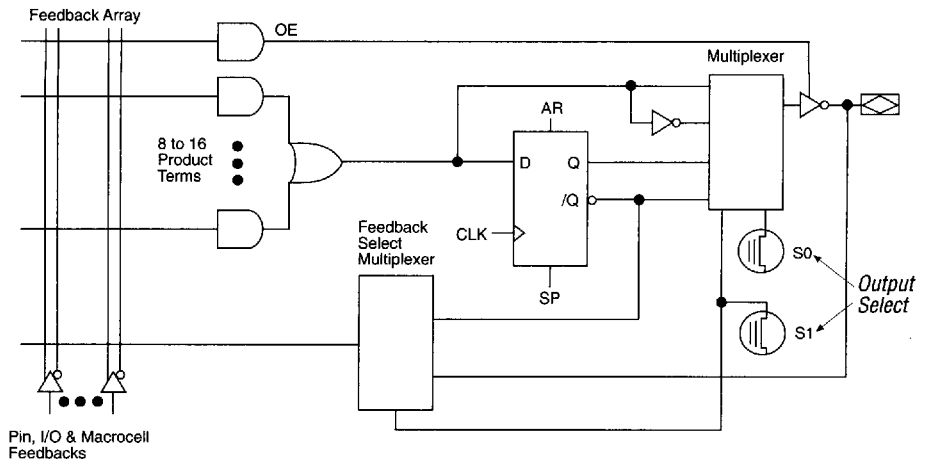 Feedback Array
OE
Multiplexer
AR
8 to 16
Product
Terms
D
Q
/Q
CLK
SP
Feedback
Select
Multiplexer
S0
Output
Select
S1
Pin, I/O & Macrocell
Feedbacks